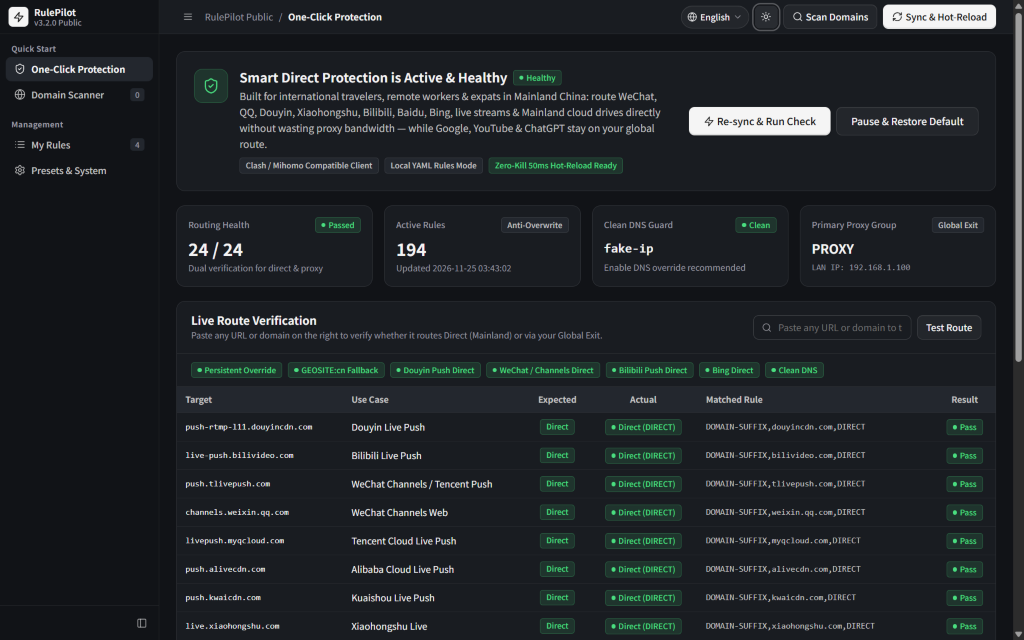 RulePilot
v3.2.0 Public
RulePilot Public / One-Click Protection
English
Scan Domains
Sync & Hot-Reload
Quick Start
One-Click Protection
Domain Scanner 0
Management
My Rules 4
Presets & System
Smart Direct Protection is Active & Healthy Healthy
Built for international travelers, remote workers & expats in Mainland China: route WeChat,
QQ, Douyin, Xiaohongshu, Bilibili, Baidu, Bing, live streams & Mainland cloud drives directly
without wasting proxy bandwidth — while Google, YouTube & ChatGPT stay on your global
route.
Clash / Mihomo Compatible Client Local YAML Rules Mode Zero-Kill 50ms Hot-Reload Ready
Re-sync & Run Check Pause & Restore Default
Routing Health Passed
24 / 24
Dual verification for direct & proxy
Active Rules Anti-Overwrite
194
Updated 2026-11-25 03:43:02
Clean DNS Guard Clean
fake-ip
Enable DNS override recommended
Primary Proxy Group Global Exit
PROXY
LAN IP: 192.168.1.100
Live Route Verification
Paste any URL or domain on the right to verify whether it routes Direct (Mainland) or via your Global Exit.
Paste any URL or domain to t Test Route
Persistent Override GEOSITE:cn Fallback Douyin Push Direct WeChat / Channels Direct Bilibili Push Direct Bing Direct Clean DNS
Target Use Case Expected Actual Matched Rule Result
push-rtmp-l11.douyincdn.com Douyin Live Push Direct Direct (DIRECT) DOMAIN-SUFFIX,douyincdn.com,DIRECT Pass
live-push.bilivideo.com Bilibili Live Push Direct Direct (DIRECT) DOMAIN-SUFFIX,bilivideo.com,DIRECT Pass
push.tlivepush.com WeChat Channels / Tencent Push Direct Direct (DIRECT) DOMAIN-SUFFIX,tlivepush.com,DIRECT Pass
channels.weixin.qq.com WeChat Channels Web Direct Direct (DIRECT) DOMAIN-SUFFIX,weixin.qq.com,DIRECT Pass
livepush.myqcloud.com Tencent Cloud Live Push Direct Direct (DIRECT) DOMAIN-SUFFIX,myqcloud.com,DIRECT Pass
push.alivecdn.com Alibaba Cloud Live Push Direct Direct (DIRECT) DOMAIN-SUFFIX,alivecdn.com,DIRECT Pass
push.kwaicdn.com Kuaishou Live Push Direct Direct (DIRECT) DOMAIN-SUFFIX,kwaicdn.com,DIRECT Pass
live.xiaohongshu.com Xiaohongshu Live Direct Direct (DIRECT) DOMAIN-SUFFIX,xiaohongshu.com,DIRECT Pass